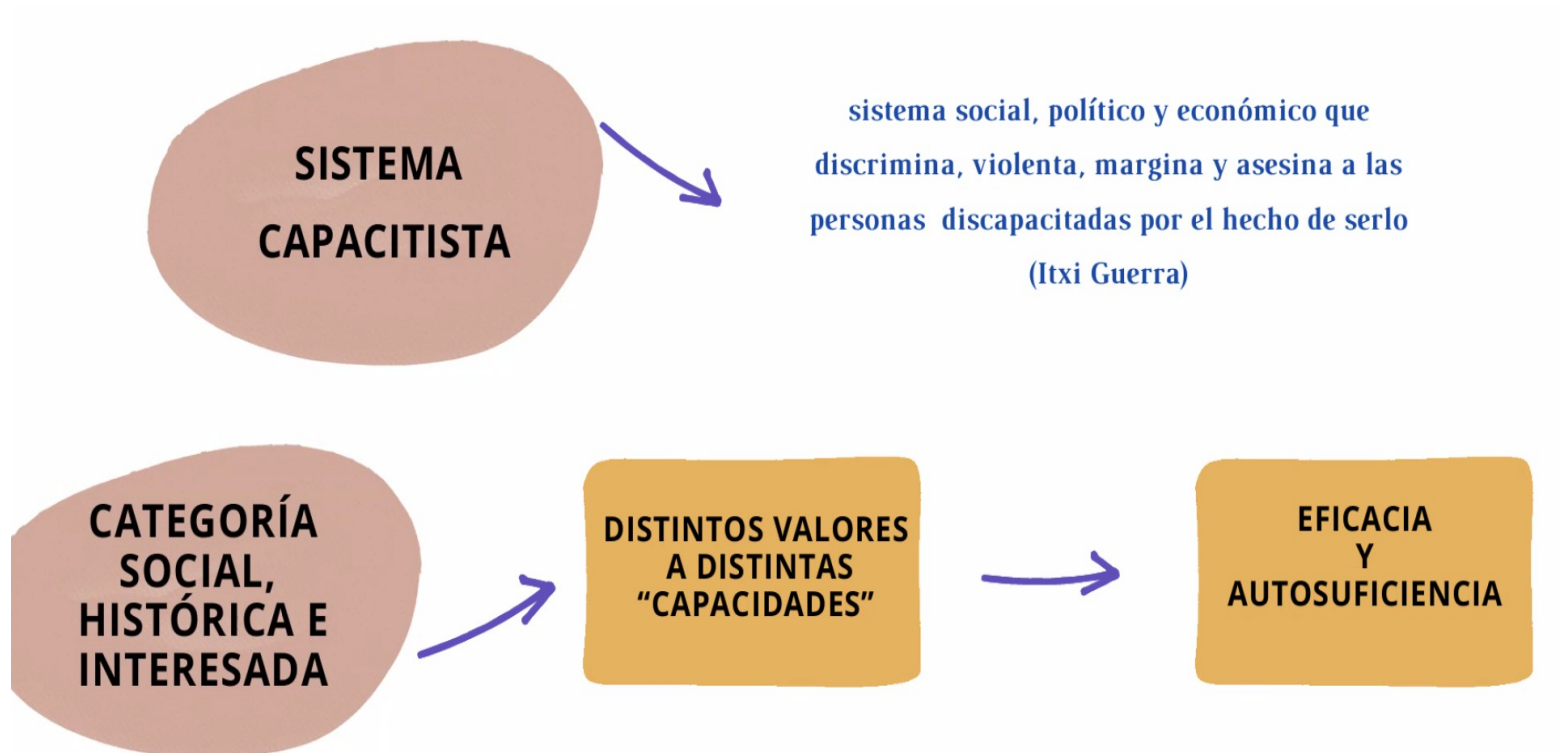 SISTEMA
CAPACITISTA
sistema social, político y económico que
discrimina, violenta, margina y asesina a las
personas discapacitadas por el hecho de serlo
(Itxi Guerra)
CATEGORÍA
SOCIAL,
HISTÓRICA E
INTERESADA
DISTINTOS VALORES
A DISTINTAS
“CAPACIDADES”
EFICACIA
Y
AUTOSUFICIENCIA